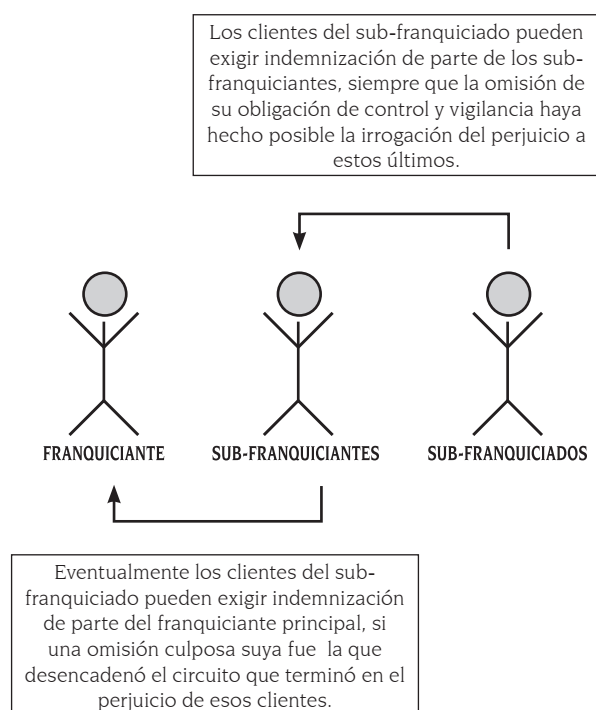 Los clientes del sub-franquiciado pueden
exigir indemnización de parte de los sub-
franquiciantes, siempre que la omisión de
su obligación de control y vigilancia haya
hecho posible la irrogación del perjuicio a
estos últimos.
FRANQUICIANTE SUB-FRANQUICIANTES SUB-FRANQUICIADOS
Eventualmente los clientes del sub-
franquiciado pueden exigir indemnización
de parte del franquiciante principal, si
una omisión culposa suya fue la que
desencadenó el circuito que terminó en el
perjuicio de esos clientes.